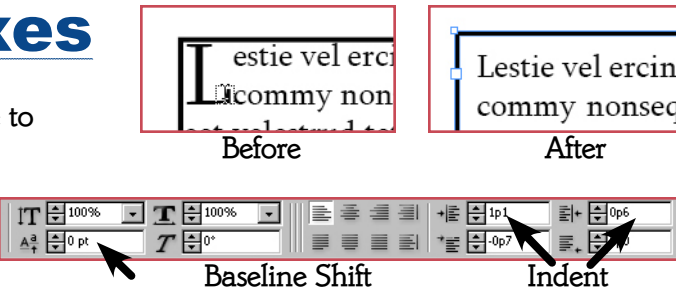 xes
to
Lestie vel erci
commy non
Before
Lestie vel ercin
commy nonseq
After
100% 100% 1p1 0p6
0 pt 0° -0p7
Baseline Shift Indent